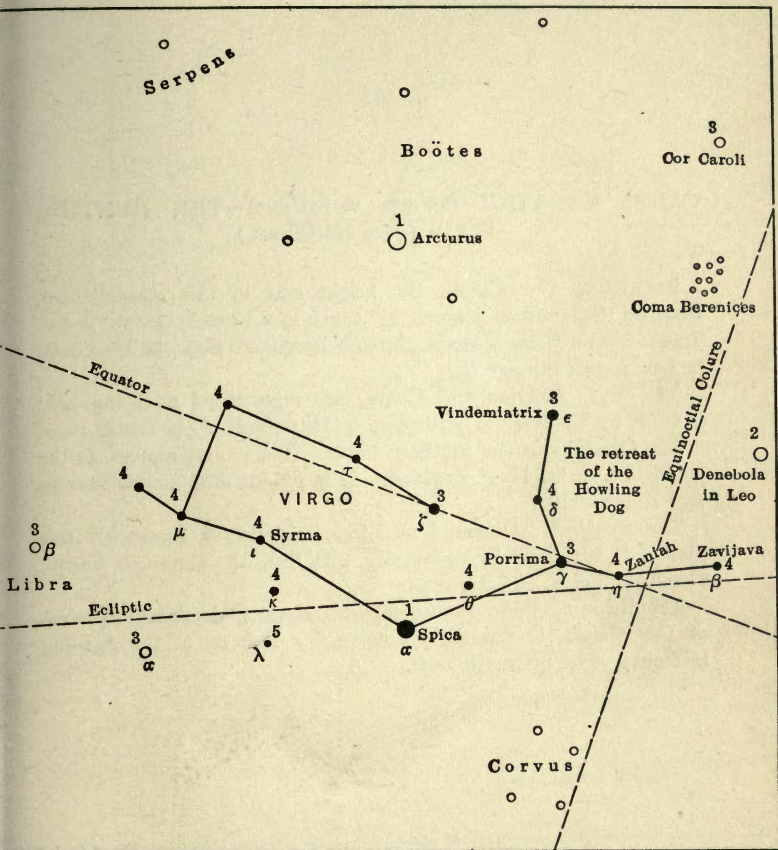 Serpens
Boötes
3
Cor Caroli
1
Arcturus
Coma Berenices
Equator
Equinoctial Colure
4
3
Vindemiatrix ε
The retreat
of the
Howling
Dog
2
Denebola
in Leo
4
τ
4
VIRGO
4
δ
3
ζ
4
μ
3
β
Libra
4
ι
Syrma
Porrima
3
γ
4
Zaniah
η
Zavijava
4
β
4
κ
4
θ
Ecliptic
1
Spica
α
3
α
5
λ
Corvus